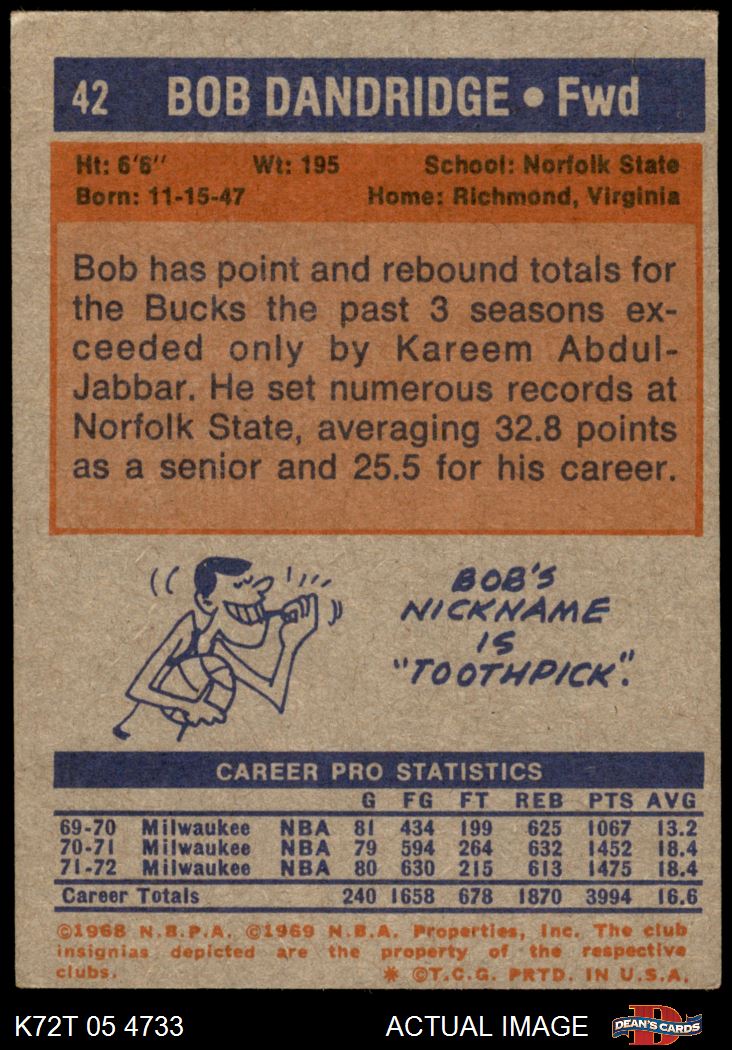 42 BOB DANDRIDGE • Fwd
Ht: 6'6" Wt: 195 School: Norfolk State
Born: 11-15-47 Home: Richmond, Virginia
Bob has point and rebound totals for
the Bucks the past 3 seasons ex-
ceeded only by Kareem Abdul-
Jabbar. He set numerous records at
Norfolk State, averaging 32.8 points
as a senior and 25.5 for his career.
BOB'S
NICKNAME
IS
"TOOTHPICK".
CAREER PRO STATISTICS
G FG FT REB PTS AVG
69-70 Milwaukee NBA 81 434 199 625 1067 13.2
70-71 Milwaukee NBA 79 594 264 632 1452 18.4
71-72 Milwaukee NBA 80 630 215 613 1475 18.4
Career Totals 240 1658 678 1870 3994 16.6
©1968 N.B.P.A. ©1969 N.B.A. Properties, Inc. The club
insignias depicted are the property of the respective
clubs. * ©T.C.G. PRTD. IN U.S.A.
K72T 05 4733 ACTUAL IMAGE
D
DEAN'S CARDS